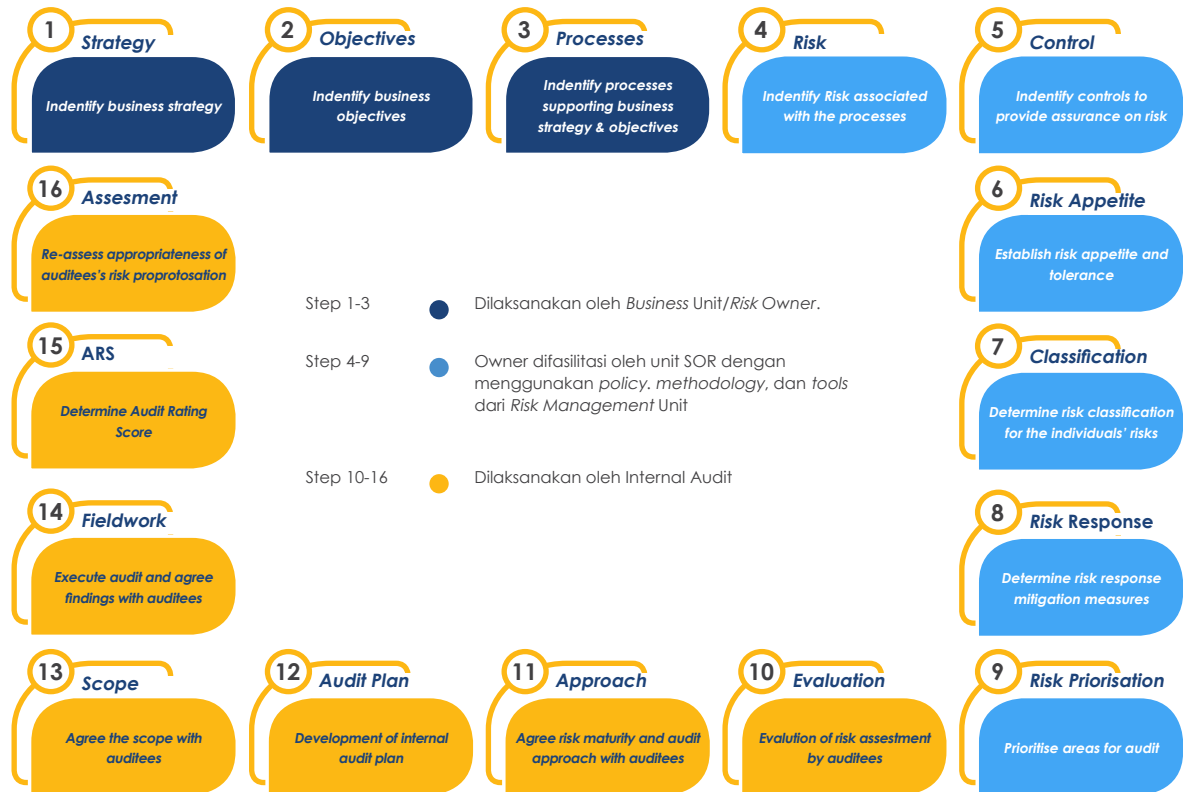 1
Strategy
Indentify business strategy
2
Objectives
Indentify business
objectives
3
Processes
Indentify processes
supporting business
strategy & objectives
4
Risk
Indentify Risk associated
with the processes
5
Control
Indentify controls to
provide assurance on risk
16
Assesment
Re-assess appropriateness of
auditees's risk proprotosation
6
Risk Appetite
Establish risk appetite and
tolerance
Step 1-3
Dilaksanakan oleh Business Unit/Risk Owner.
Step 4-9
Owner difasilitasi oleh unit SOR dengan
menggunakan policy. methodology, dan tools
dari Risk Management Unit
Step 10-16
Dilaksanakan oleh Internal Audit
15
ARS
Determine Audit Rating
Score
7
Classification
Determine risk classification
for the individuals' risks
14
Fieldwork
Execute audit and agree
findings with auditees
8
Risk Response
Determine risk response
mitigation measures
13
Scope
Agree the scope with
auditees
12
Audit Plan
Development of internal
audit plan
11
Approach
Agree risk maturity and audit
approach with auditees
10
Evaluation
Evalution of risk assestment
by auditees
9
Risk Priorisation
Prioritise areas for audit